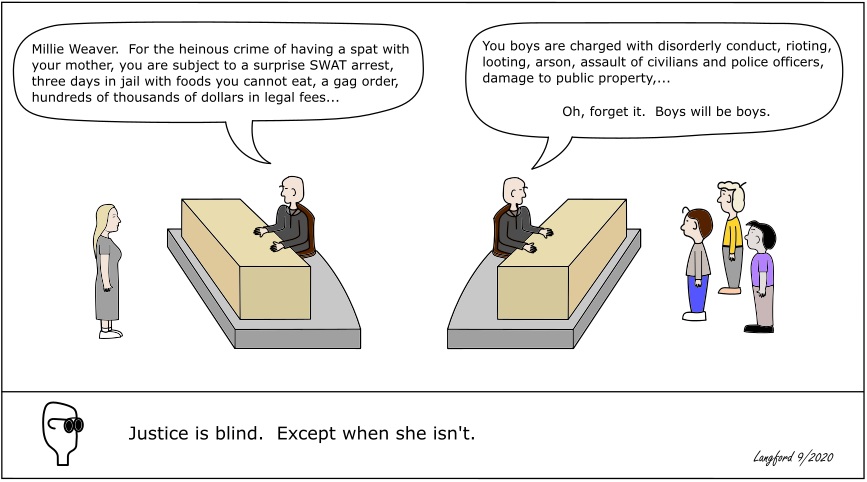 Millie Weaver.  For the heinous crime of having a spat with
your mother, you are subject to a surprise SWAT arrest,
three days in jail with foods you cannot eat, a gag order,
hundreds of thousands of dollars in legal fees...
You boys are charged with disorderly conduct, rioting,
looting, arson, assault of civilians and police officers,
damage to public property,...
Oh, forget it.  Boys will be boys.
Justice is blind.  Except when she isn't.
Langford 9/2020